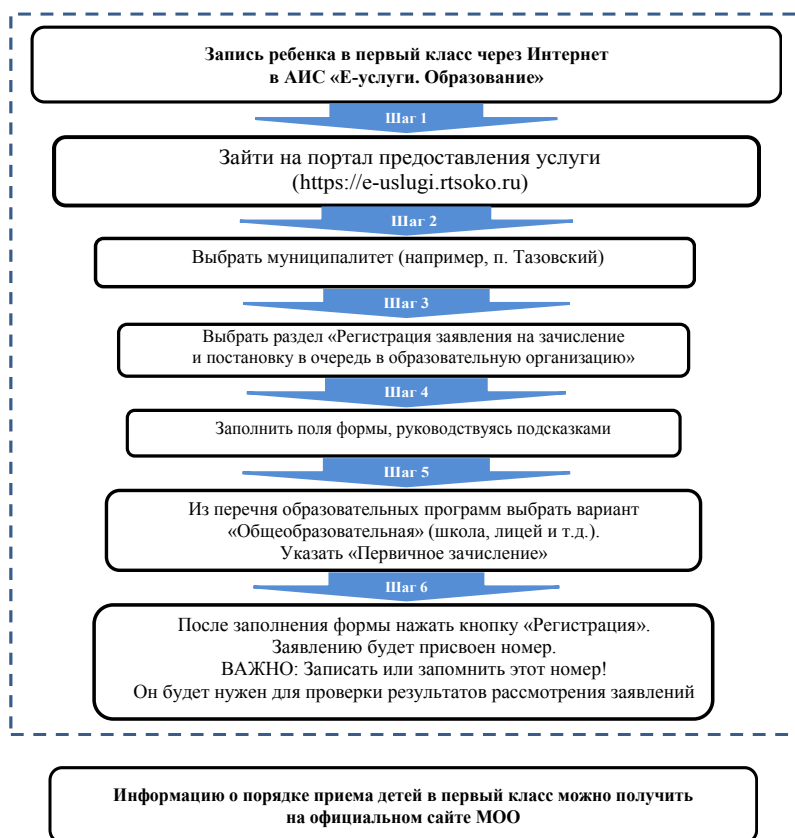 Запись ребенка в первый класс через Интернет
в АИС «Е-услуги. Образование»
Шаг 1
Зайти на портал предоставления услуги
(https://e-uslugi.rtsoko.ru)
Шаг 2
Выбрать муниципалитет (например, п. Тазовский)
Шаг 3
Выбрать раздел «Регистрация заявления на зачисление
и постановку в очередь в образовательную организацию»
Шаг 4
Заполнить поля формы, руководствуясь подсказками
Шаг 5
Из перечня образовательных программ выбрать вариант
«Общеобразовательная» (школа, лицей и т.д.).
Указать «Первичное зачисление»
Шаг 6
После заполнения формы нажать кнопку «Регистрация».
Заявлению будет присвоен номер.
ВАЖНО: Записать или запомнить этот номер!
Он будет нужен для проверки результатов рассмотрения заявлений
Информацию о порядке приема детей в первый класс можно получить
на официальном сайте МОО